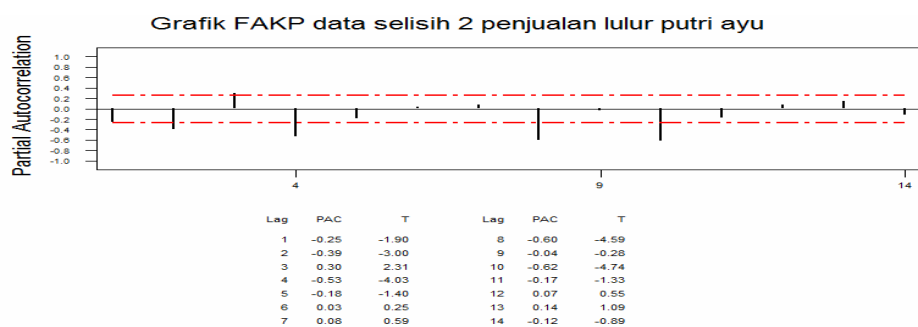 Grafik FAKP data selisih 2 penjualan lulur putri ayu
Partial Autocorrelation
1.0
0.8
0.6
0.4
0.2
0.0
-0.2
-0.4
-0.6
-0.8
-1.0
4 9 14
Lag PAC T Lag PAC T
1 -0.25 -1.90 8 -0.60 -4.59
2 -0.39 -3.00 9 -0.04 -0.28
3 0.30 2.31 10 -0.62 -4.74
4 -0.53 -4.03 11 -0.17 -1.33
5 -0.18 -1.40 12 0.07 0.55
6 0.03 0.25 13 0.14 1.09
7 0.08 0.59 14 -0.12 -0.89